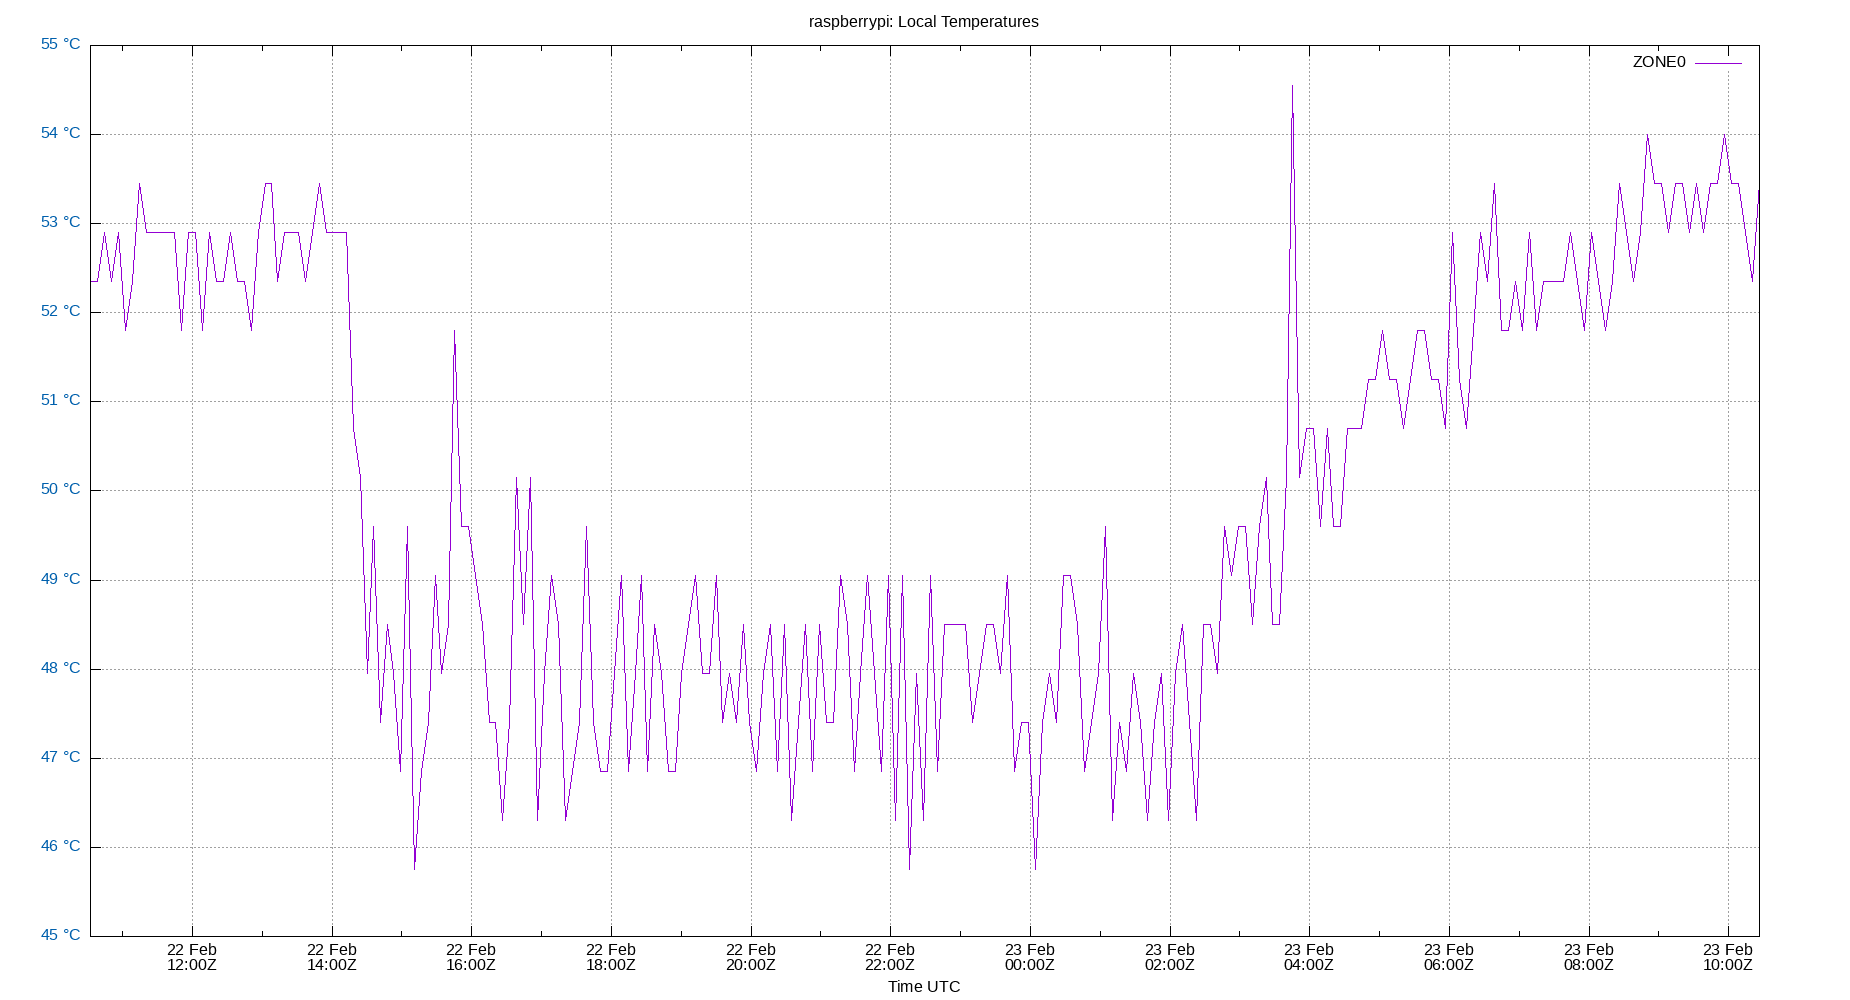 raspberrypi: Local Temperatures
ZONE0
55 °C
54 °C
53 °C
52 °C
51 °C
50 °C
49 °C
48 °C
47 °C
46 °C
45 °C
22 Feb 22 Feb 22 Feb 22 Feb 22 Feb 22 Feb 23 Feb 23 Feb 23 Feb 23 Feb 23 Feb 23 Feb
12:00Z 14:00Z 16:00Z 18:00Z 20:00Z 22:00Z 00:00Z 02:00Z 04:00Z 06:00Z 08:00Z 10:00Z
Time UTC